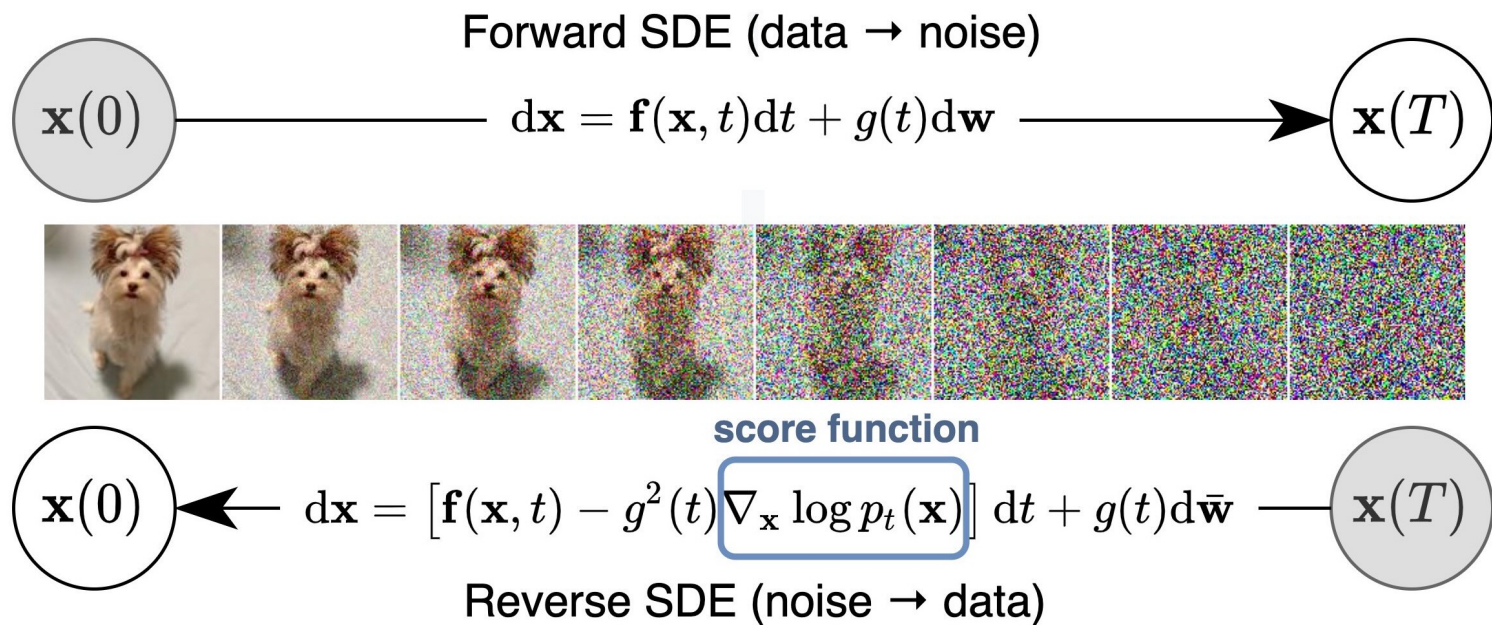 Forward SDE (data → noise)
x(0) dx = f(x, t)dt + g(t)dw x(T)
score function
x(0) dx = [f(x, t) − g²(t)∇ₓ log pₜ(x)] dt + g(t)dw̄ x(T)
Reverse SDE (noise → data)